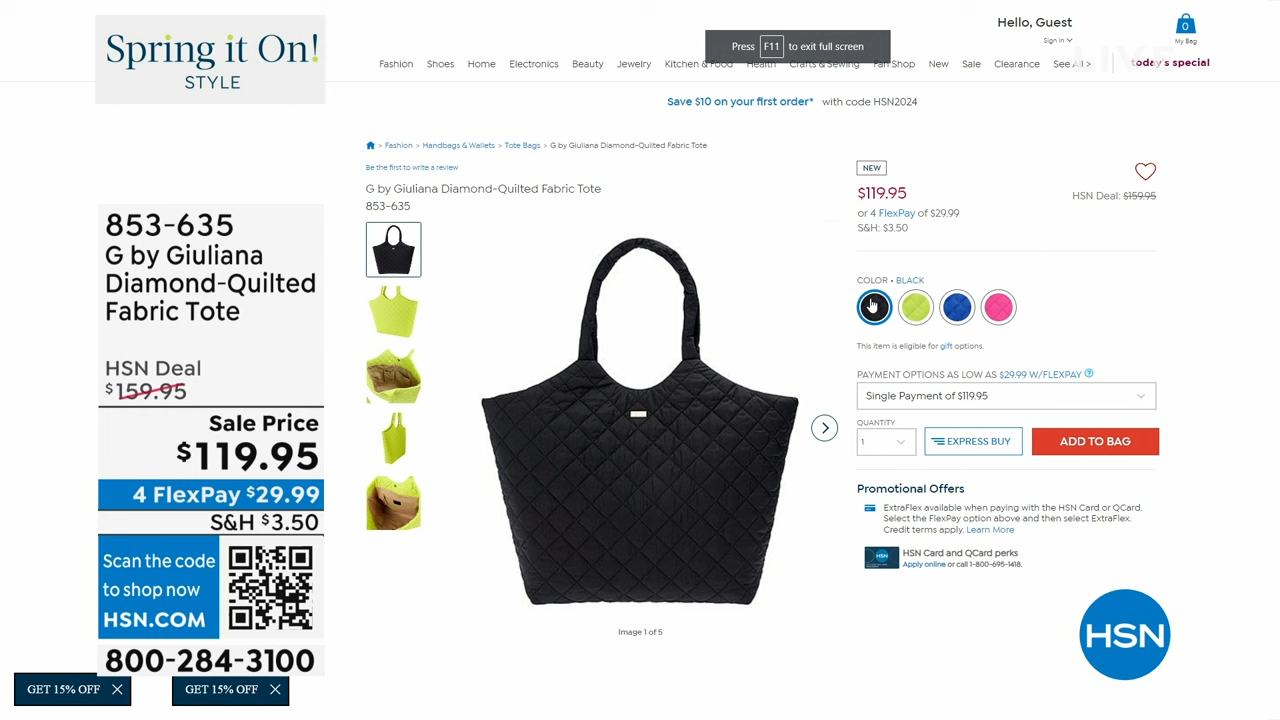 Spring it On!
STYLE
Press F11 to exit full screen
Hello, Guest
Sign In
0
My Bag
Fashion Shoes Home Electronics Beauty Jewelry Kitchen & Food Health Crafts & Sewing Fan Shop New Sale Clearance See All > today's special
LIVE
Save $10 on your first order* with code HSN2024
> Fashion > Handbags & Wallets > Tote Bags > G by Giuliana Diamond-Quilted Fabric Tote
Be the first to write a review
G by Giuliana Diamond-Quilted Fabric Tote
853-635
NEW
$119.95
HSN Deal: $159.95
or 4 FlexPay of $29.99
S&H: $3.50
COLOR • BLACK
This item is eligible for gift options.
PAYMENT OPTIONS AS LOW AS $29.99 W/FLEXPAY ?
Single Payment of $119.95
QUANTITY
1
EXPRESS BUY
ADD TO BAG
Promotional Offers
ExtraFlex available when paying with the HSN Card or QCard.
Select the FlexPay option above and then select ExtraFlex.
Credit terms apply. Learn More
HSN
HSN Card and QCard perks
Apply online or call 1-800-695-1418.
Image 1 of 5
853-635
G by Giuliana
Diamond-Quilted
Fabric Tote
HSN Deal
$159.95
Sale Price
$119.95
4 FlexPay $29.99
S&H $3.50
Scan the code
to shop now
HSN.COM
800-284-3100
GET 15% OFF
GET 15% OFF
HSN